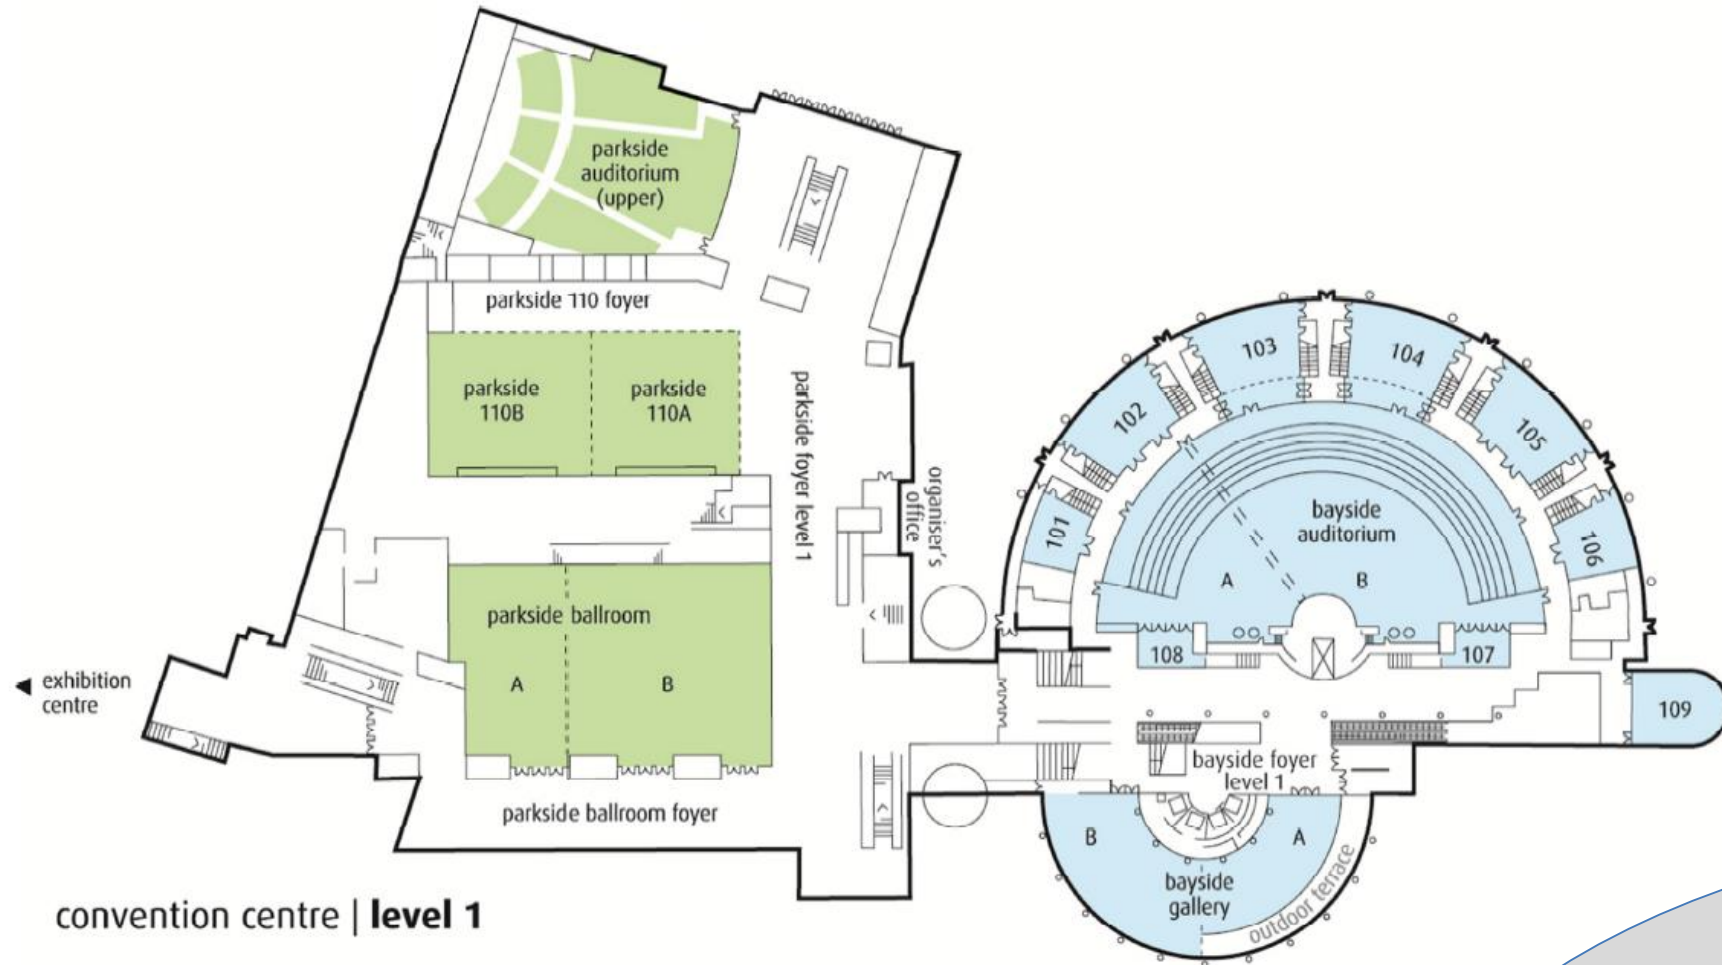 parkside
auditorium
(upper)
parkside 110 foyer
parkside
110B
parkside
110A
parkside foyer level 1
organiser's
office
parkside ballroom
A
B
exhibition
centre
parkside ballroom foyer
101
102
103
104
105
106
bayside
auditorium
A
B
108
107
109
bayside foyer
level 1
B
A
bayside
gallery
outdoor terrace
convention centre | level 1